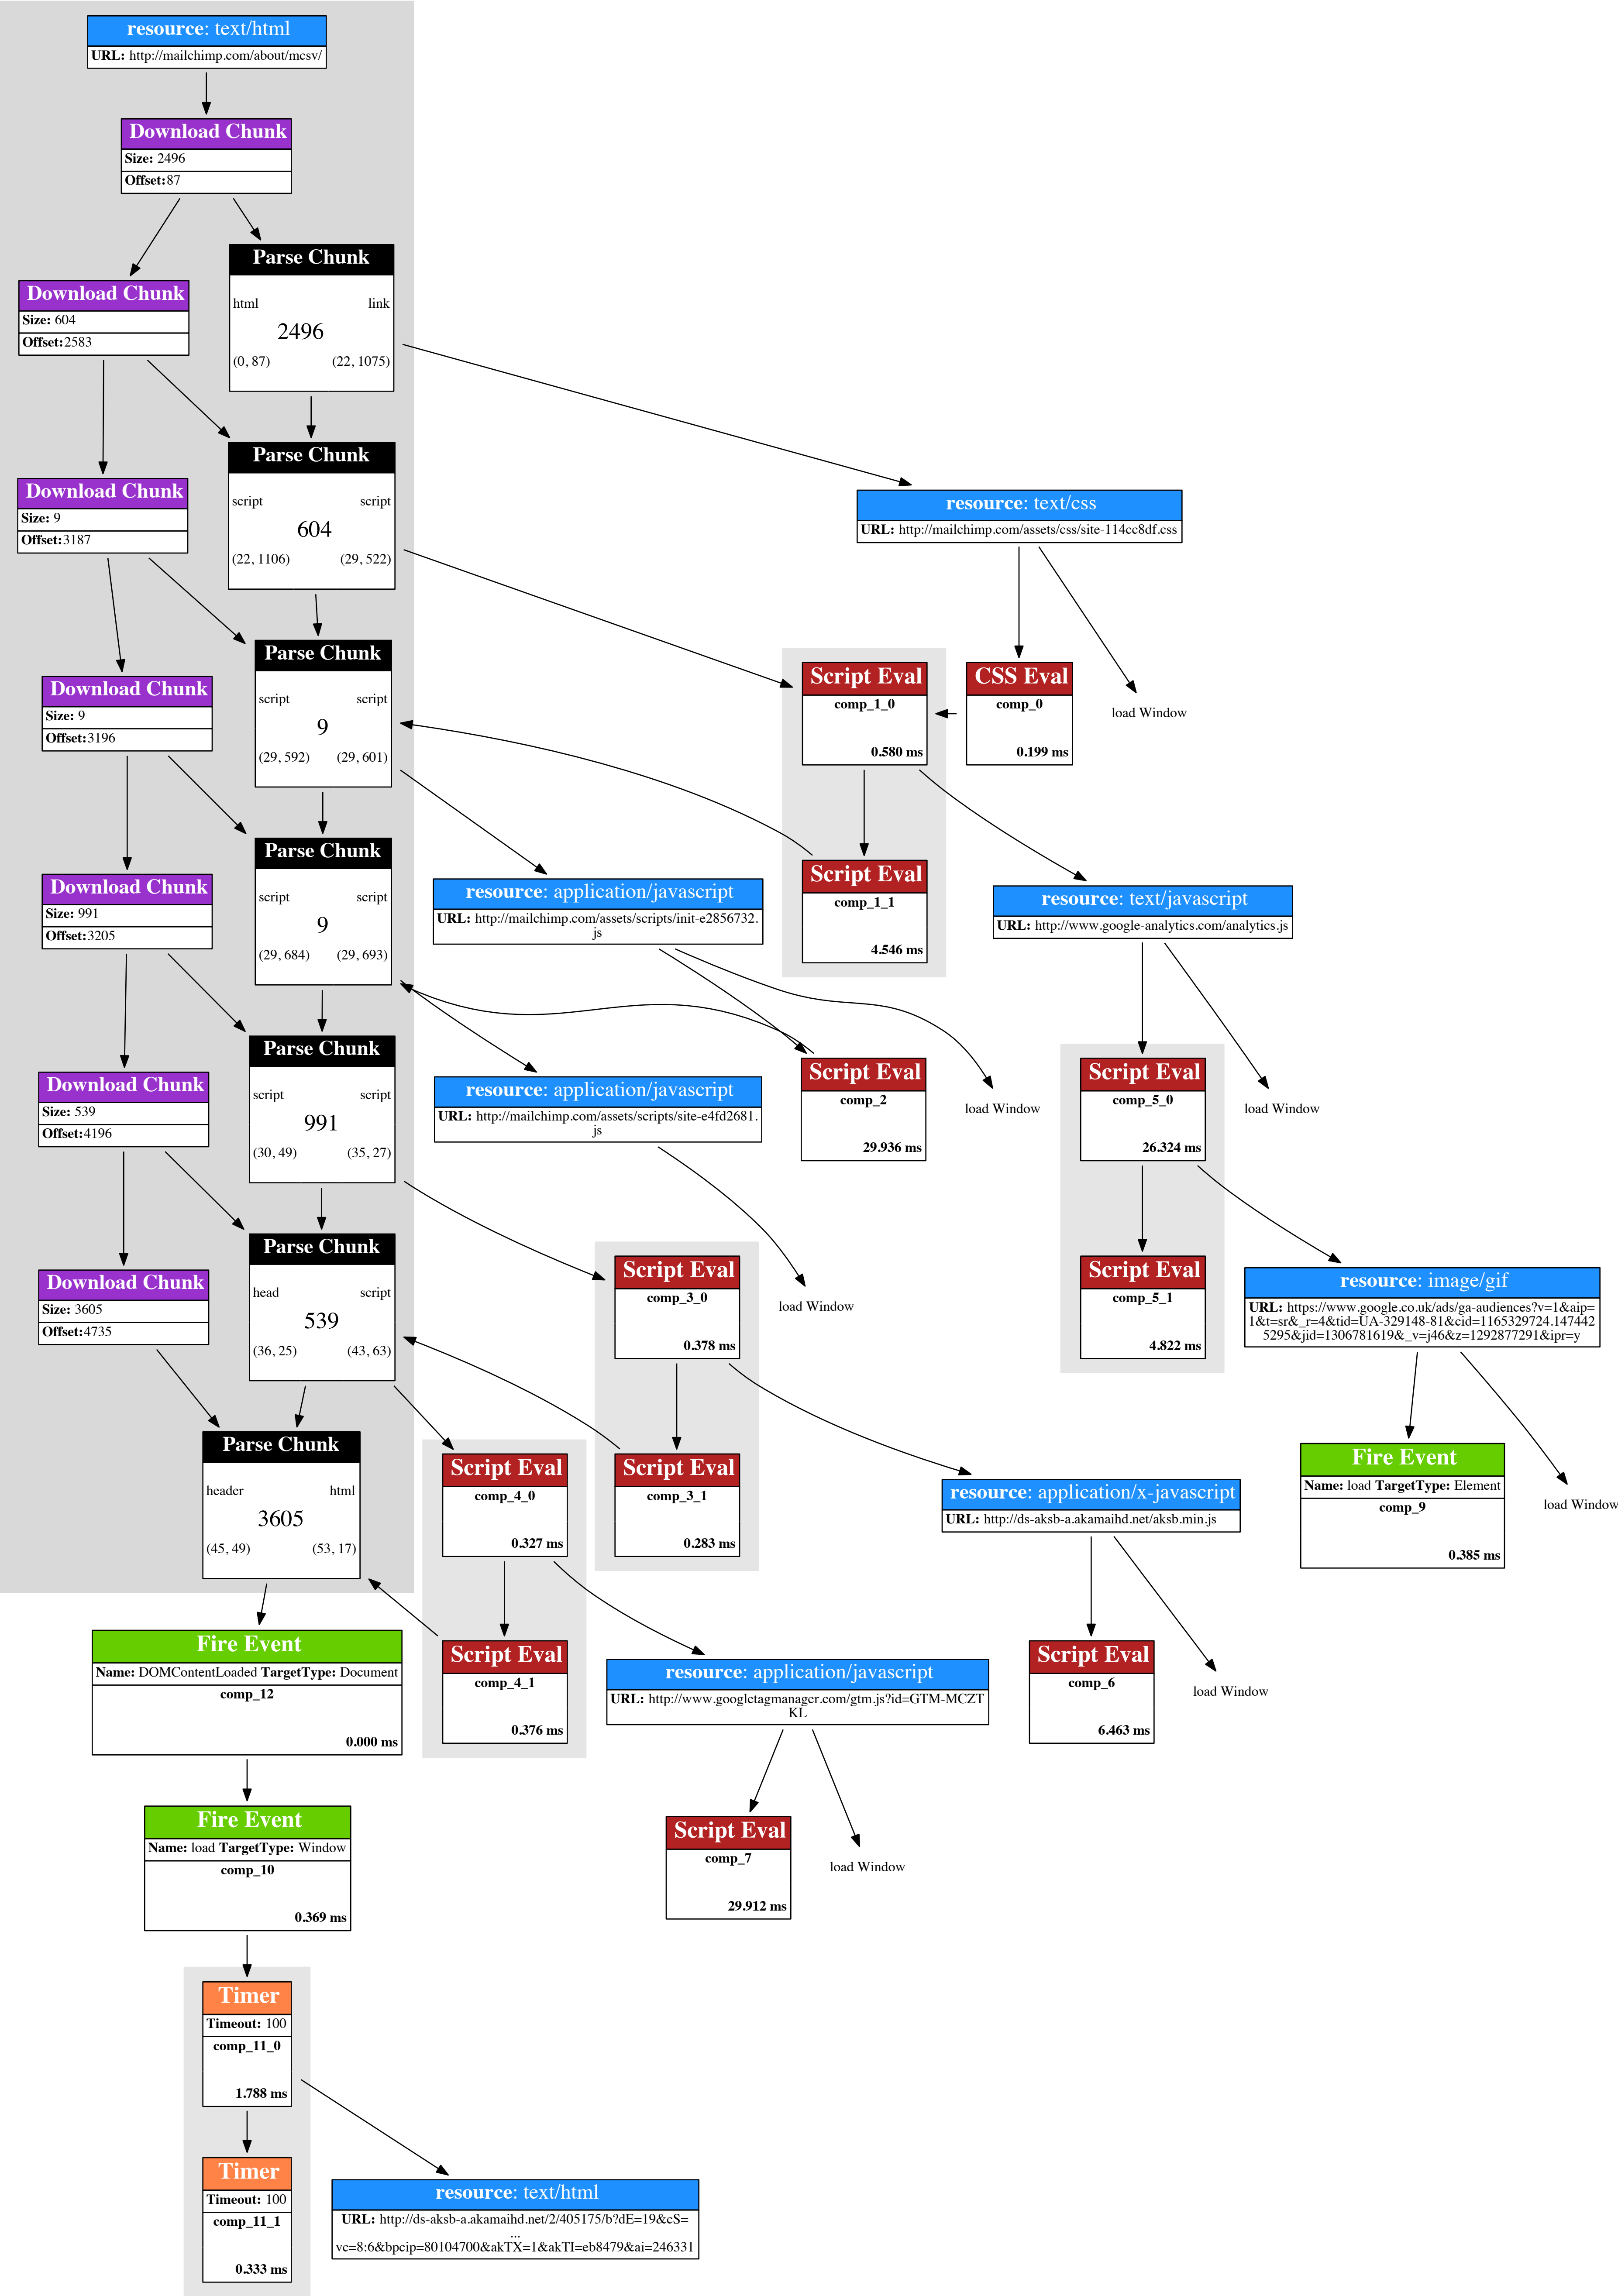 resource: text/html
URL: http://mailchimp.com/about/mcsv/
Download Chunk
Size: 2496
Offset:87
Parse Chunk
html link
2496
(0, 87) (22, 1075)
Download Chunk
Size: 604
Offset:2583
Parse Chunk
script script
604
(22, 1106) (29, 522)
Download Chunk
Size: 9
Offset:3187
resource: text/css
URL: http://mailchimp.com/assets/css/site-114cc8df.css
Parse Chunk
script script
9
(29, 592) (29, 601)
Script Eval
comp_1_0
0.580 ms
CSS Eval
comp_0
0.199 ms
load Window
Download Chunk
Size: 9
Offset:3196
Parse Chunk
script script
9
(29, 684) (29, 693)
Script Eval
comp_1_1
4.546 ms
resource: application/javascript
URL: http://mailchimp.com/assets/scripts/init-e2856732.
js
resource: text/javascript
URL: http://www.google-analytics.com/analytics.js
Download Chunk
Size: 991
Offset:3205
Parse Chunk
script script
991
(30, 49) (35, 27)
resource: application/javascript
URL: http://mailchimp.com/assets/scripts/site-e4fd2681.
js
Script Eval
comp_2
29.936 ms
load Window
Script Eval
comp_5_0
26.324 ms
load Window
Download Chunk
Size: 539
Offset:4196
Parse Chunk
head script
539
(36, 25) (43, 63)
Script Eval
comp_3_0
0.378 ms
load Window
Script Eval
comp_5_1
4.822 ms
resource: image/gif
URL: https://www.google.co.uk/ads/ga-audiences?v=1&aip=
1&t=sr&_r=4&tid=UA-329148-81&cid=1165329724.147442
5295&jid=1306781619&_v=j46&z=1292877291&ipr=y
Download Chunk
Size: 3605
Offset:4735
Parse Chunk
header html
3605
(45, 49) (53, 17)
Script Eval
comp_4_0
0.327 ms
Script Eval
comp_3_1
0.283 ms
resource: application/x-javascript
URL: http://ds-aksb-a.akamaihd.net/aksb.min.js
Fire Event
Name: load TargetType: Element
comp_9
0.385 ms
load Window
Fire Event
Name: DOMContentLoaded TargetType: Document
comp_12
0.000 ms
Script Eval
comp_4_1
0.376 ms
resource: application/javascript
URL: http://www.googletagmanager.com/gtm.js?id=GTM-MCZT
KL
Script Eval
comp_6
6.463 ms
load Window
Fire Event
Name: load TargetType: Window
comp_10
0.369 ms
Script Eval
comp_7
29.912 ms
load Window
Timer
Timeout: 100
comp_11_0
1.788 ms
Timer
Timeout: 100
comp_11_1
0.333 ms
resource: text/html
URL: http://ds-aksb-a.akamaihd.net/2/405175/b?dE=19&cS=
...
vc=8:6&bpcip=80104700&akTX=1&akTI=eb8479&ai=246331